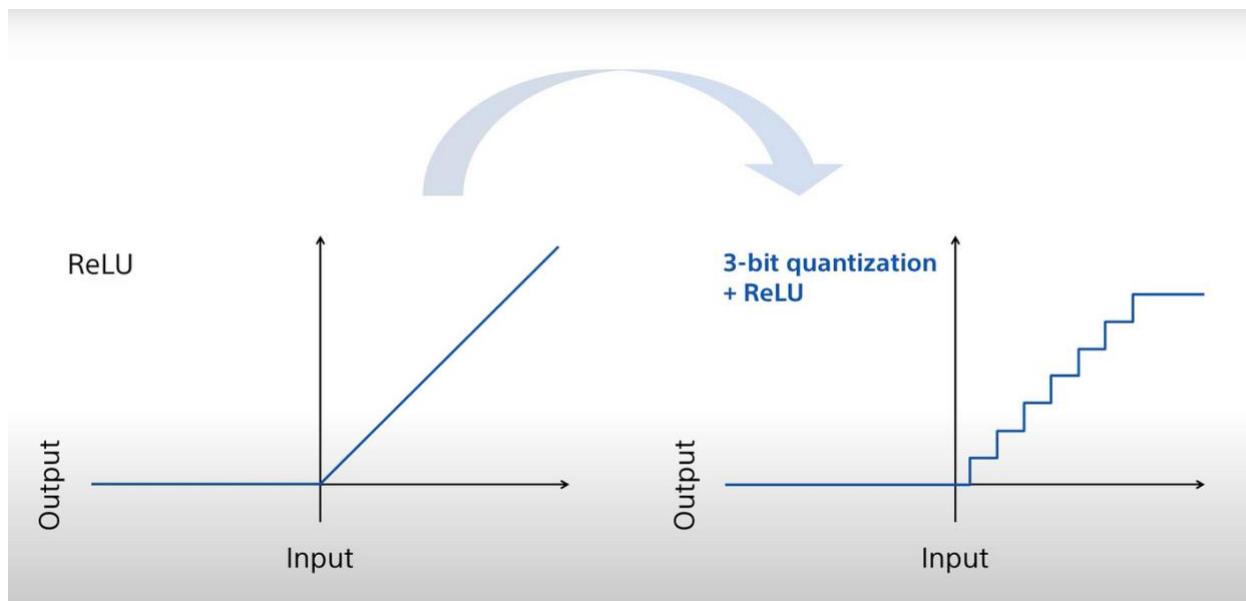 ReLU
Output
Input
3-bit quantization
+ ReLU
Output
Input